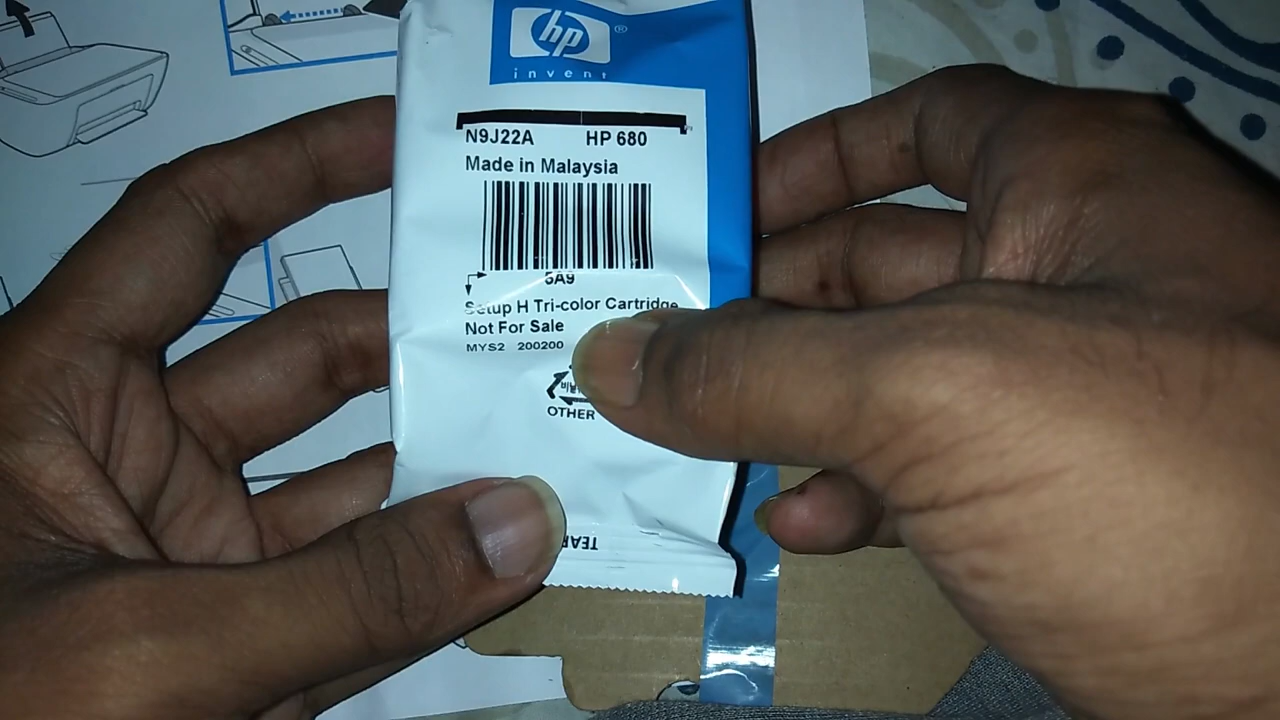 hp ®
invent
N9J22A HP 680
Made in Malaysia
5A9
Setup H Tri-color Cartridge
Not For Sale
MYS2 200200
OTHER
TEAR